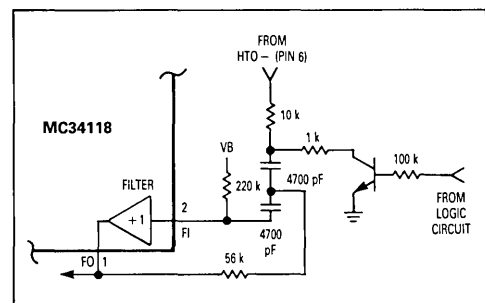 FROM
HTO – (PIN 6)
10 k
MC34118
1 k
VB
4700 pF
100 k
FILTER
220 k
+1
2
FI
4700
pF
FROM
LOGIC
CIRCUIT
FO
1
56 k